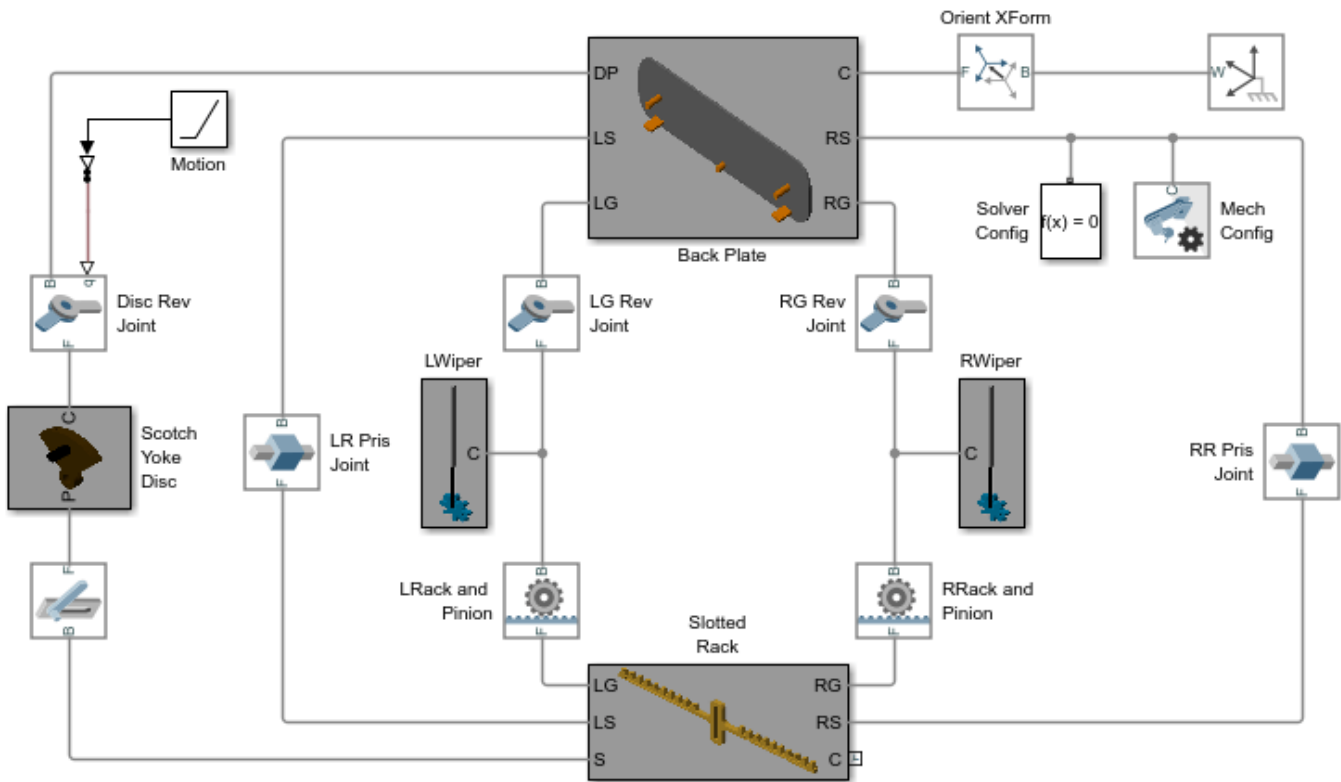 Orient XForm
DP
C
F
B
W
Motion
LS
RS
LG
RG
Back Plate
Solver
Config
f(x) = 0
C
Mech
Config
B
q
Disc Rev
Joint
F
B
LG Rev
Joint
F
RG Rev
Joint
B
F
LWiper
C
RWiper
C
C
Scotch
Yoke
Disc
P
B
LR Pris
Joint
F
RR Pris
Joint
B
F
F
B
LRack and
Pinion
B
F
B
RRack and
Pinion
F
Slotted
Rack
LG
RG
LS
RS
S
C